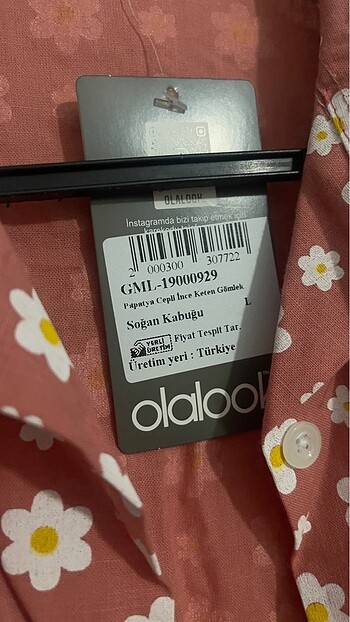 OLALOOK
İnstagramda bizi takip etmek için
2 000300 307722
GML-19000929
Papatya Cepli İnce Keten Gömlek
Soğan Kabuğu L
YERLİ ÜRETİM Fiyat Tespit Tar.
Üretim yeri : Türkiye
olalook